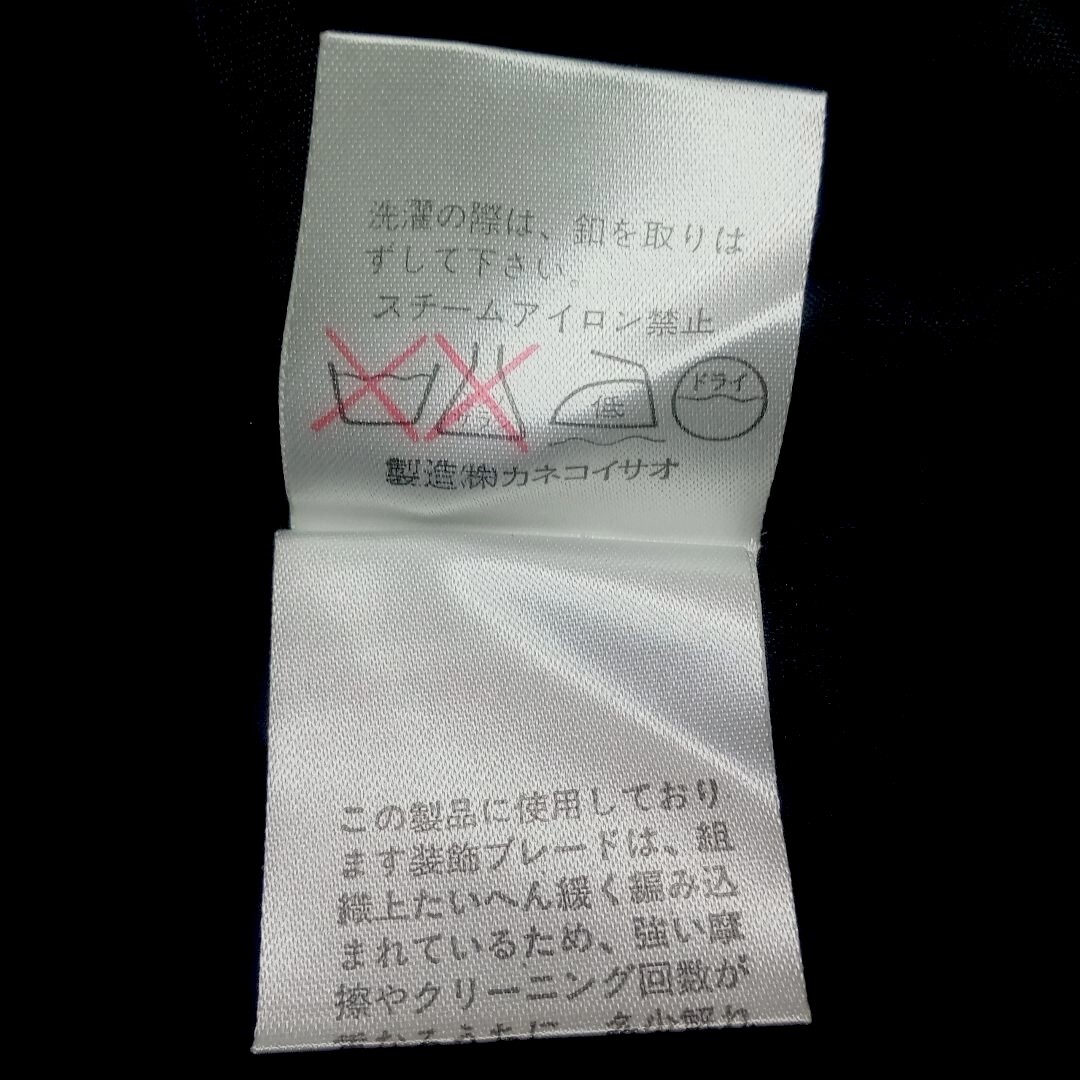 洗濯の際は、釦を取りは
ずして下さい。
スチームアイロン禁止
低
ドライ
製造(株)カネコイサオ
この製品に使用しており
ます装飾ブレードは、組
織上たいへん緩く編み込
まれているため、強い摩
擦やクリーニング回数が